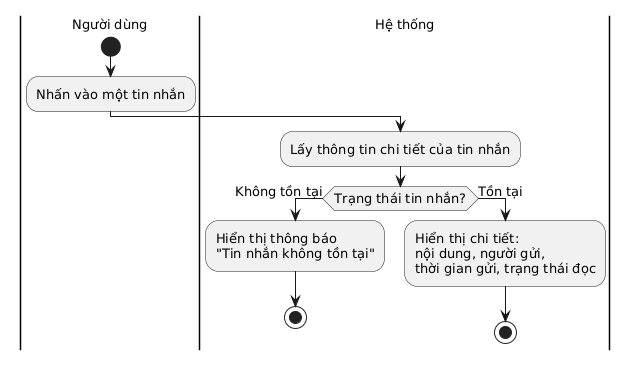 Người dùng
Hệ thống
Nhấn vào một tin nhắn
Lấy thông tin chi tiết của tin nhắn
Không tồn tại
Trạng thái tin nhắn?
Tồn tại
Hiển thị thông báo
"Tin nhắn không tồn tại"
Hiển thị chi tiết:
nội dung, người gửi,
thời gian gửi, trạng thái đọc